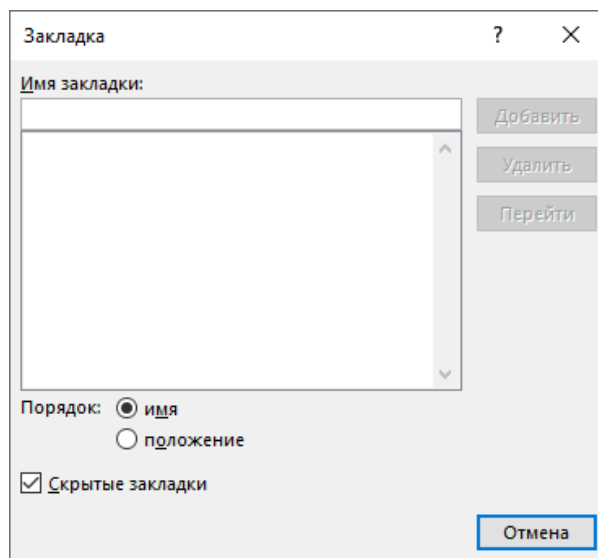 Закладка ?
Имя закладки:
Добавить
Удалить
Перейти
Порядок: имя
положение
Скрытые закладки
Отмена